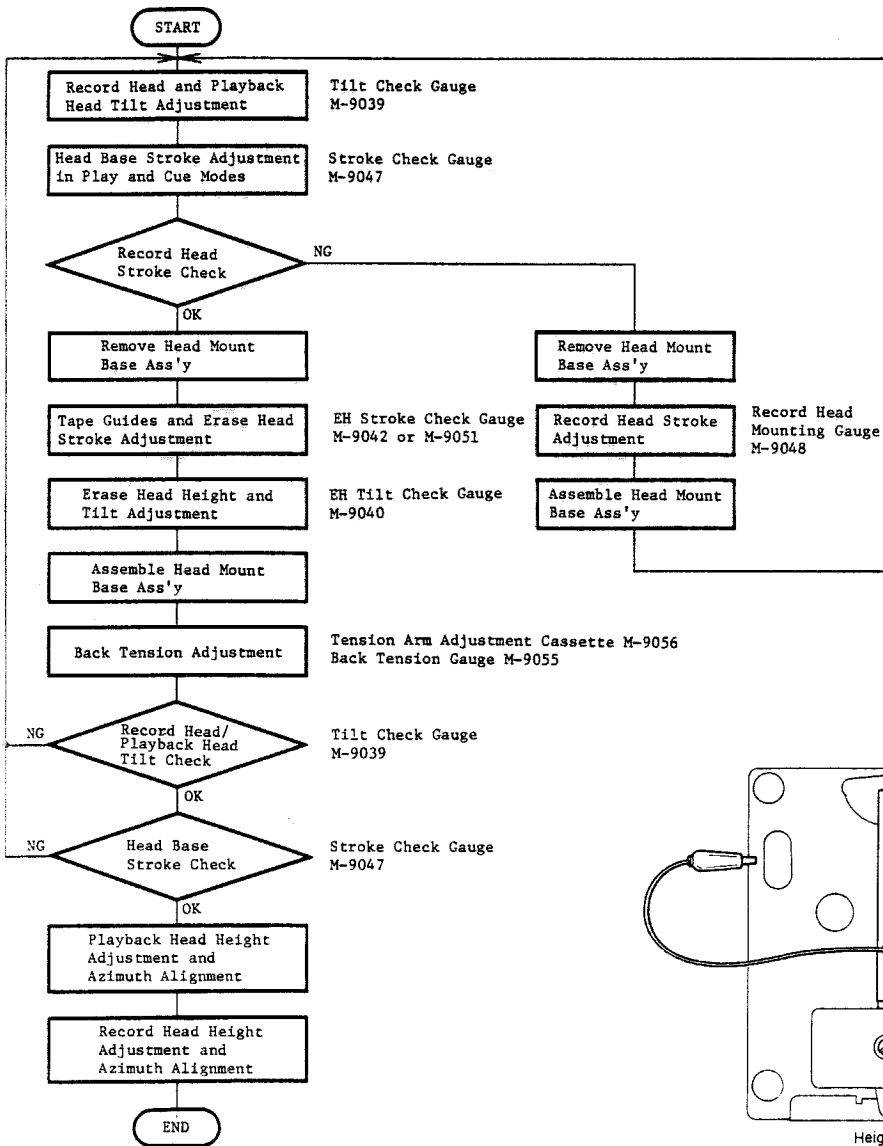 START
Record Head and Playback
Head Tilt Adjustment
Tilt Check Gauge
M-9039
Head Base Stroke Adjustment
in Play and Cue Modes
Stroke Check Gauge
M-9047
Record Head
Stroke Check
NG
OK
Remove Head Mount
Base Ass'y
Remove Head Mount
Base Ass'y
Tape Guides and Erase Head
Stroke Adjustment
EH Stroke Check Gauge
M-9042 or M-9051
Record Head Stroke
Adjustment
Record Head
Mounting Gauge
M-9048
Erase Head Height and
Tilt Adjustment
EH Tilt Check Gauge
M-9040
Assemble Head Mount
Base Ass'y
Assemble Head Mount
Base Ass'y
Back Tension Adjustment
Tension Arm Adjustment Cassette M-9056
Back Tension Gauge M-9055
NG
Record Head/
Playback Head
Tilt Check
Tilt Check Gauge
M-9039
OK
NG
Head Base
Stroke Check
Stroke Check Gauge
M-9047
OK
Playback Head Height
Adjustment and
Azimuth Alignment
Record Head Height
Adjustment and
Azimuth Alignment
END
Heig